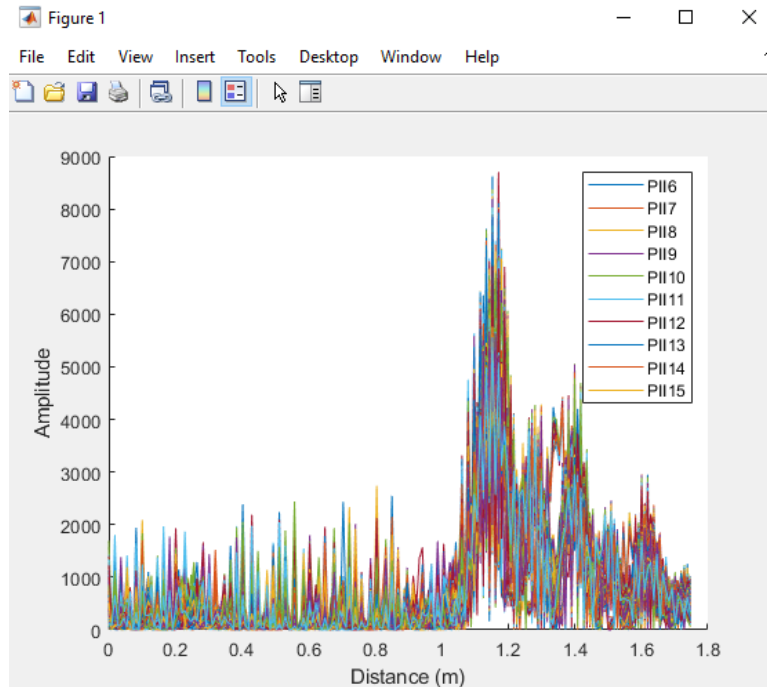 Figure 1
File Edit View Insert Tools Desktop Window Help
9000
8000
7000
6000
5000
4000
3000
2000
1000
0
Amplitude
0 0.2 0.4 0.6 0.8 1 1.2 1.4 1.6 1.8
Distance (m)
PII6
PII7
PII8
PII9
PII10
PII11
PII12
PII13
PII14
PII15